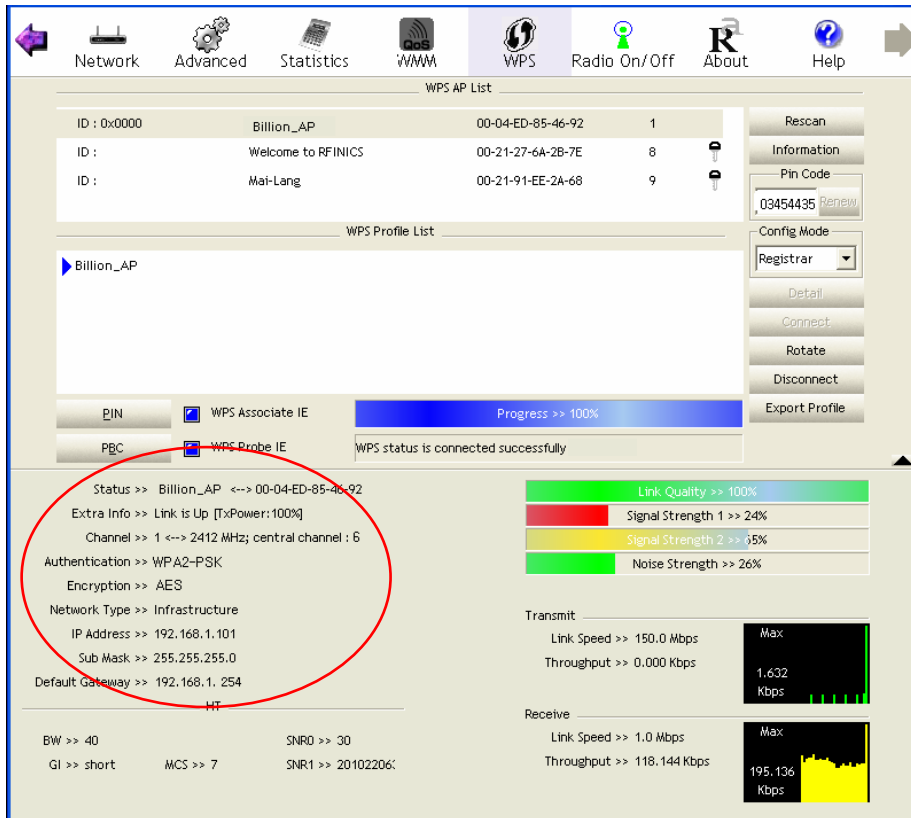 Network Advanced Statistics WMM WPS Radio On/Off About Help
QoS
WPS AP List
ID : 0x0000 Billion_AP 00-04-ED-85-46-92 1
ID : Welcome to RFINICS 00-21-27-6A-2B-7E 8
ID : Mai-Lang 00-21-91-EE-2A-68 9
Rescan
Information
Pin Code
03454435 Renew
Config Mode
Registrar
Detail
Connect
Rotate
Disconnect
Export Profile
WPS Profile List
Billion_AP
PIN WPS Associate IE Progress >> 100%
PBC WPS Probe IE WPS status is connected successfully
Status >> Billion_AP <--> 00-04-ED-85-46-92
Extra Info >> Link is Up [TxPower:100%]
Channel >> 1 <--> 2412 MHz; central channel : 6
Authentication >> WPA2-PSK
Encryption >> AES
Network Type >> Infrastructure
IP Address >> 192.168.1.101
Sub Mask >> 255.255.255.0
Default Gateway >> 192.168.1. 254
HT
BW >> 40 SNR0 >> 30
GI >> short MCS >> 7 SNR1 >> 20102206:
Link Quality >> 100%
Signal Strength 1 >> 24%
Signal Strength 2 >> 65%
Noise Strength >> 26%
Transmit
Link Speed >> 150.0 Mbps
Throughput >> 0.000 Kbps
Max
1.632
Kbps
Receive
Link Speed >> 1.0 Mbps
Throughput >> 118.144 Kbps
Max
195.136
Kbps